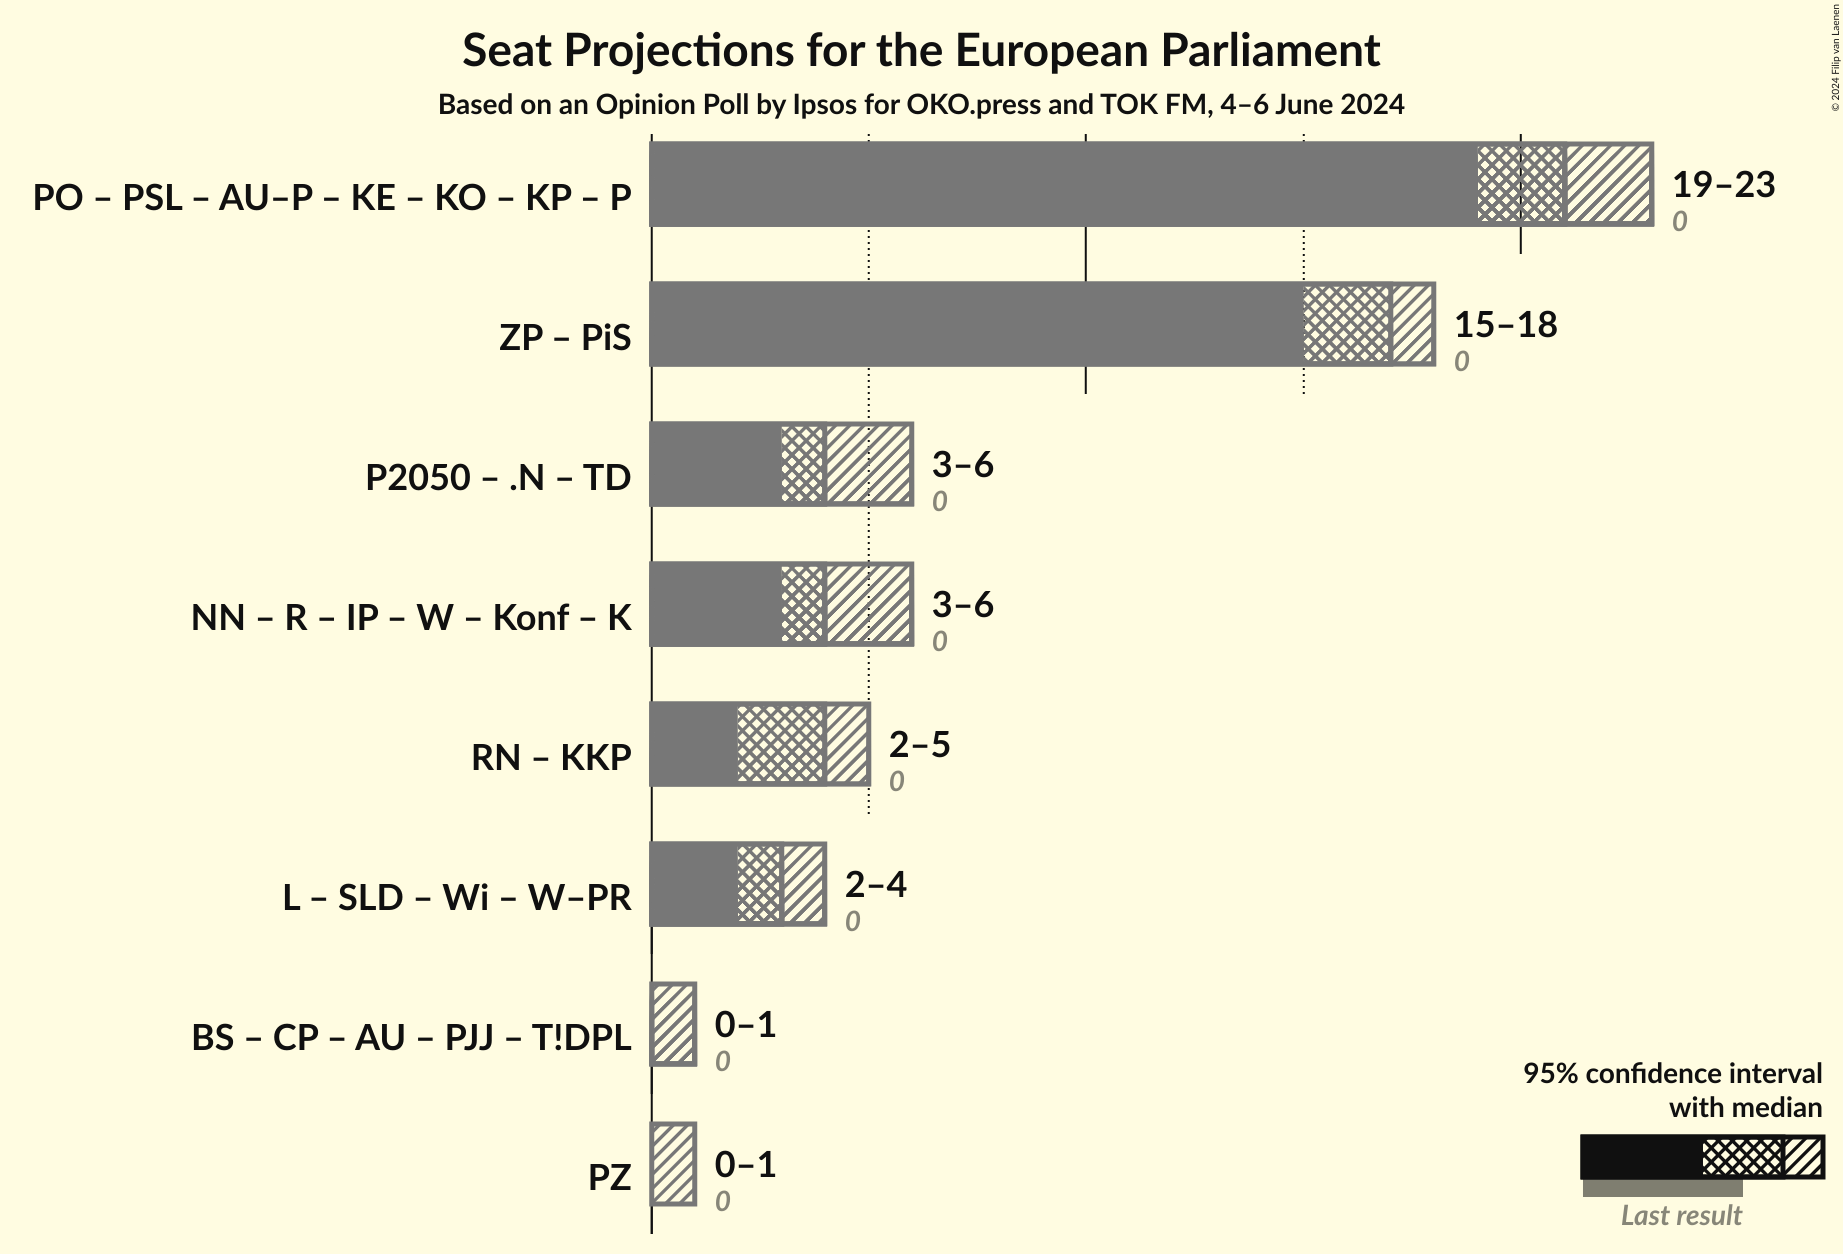 Seat Projections for the European Parliament
Based on an Opinion Poll by Ipsos for OKO.press and TOK FM, 4–6 June 2024
© 2024 Filip van Laenen
PO – PSL – AU–P – KE – KO – KP – P
19–23
0
ZP – PiS
15–18
0
P2050 – .N – TD
3–6
0
NN – R – IP – W – Konf – K
3–6
0
RN – KKP
2–5
0
L – SLD – Wi – W–PR
2–4
0
BS – CP – AU – PJJ – T!DPL
0–1
0
PZ
0–1
0
95% confidence interval
with median
Last result